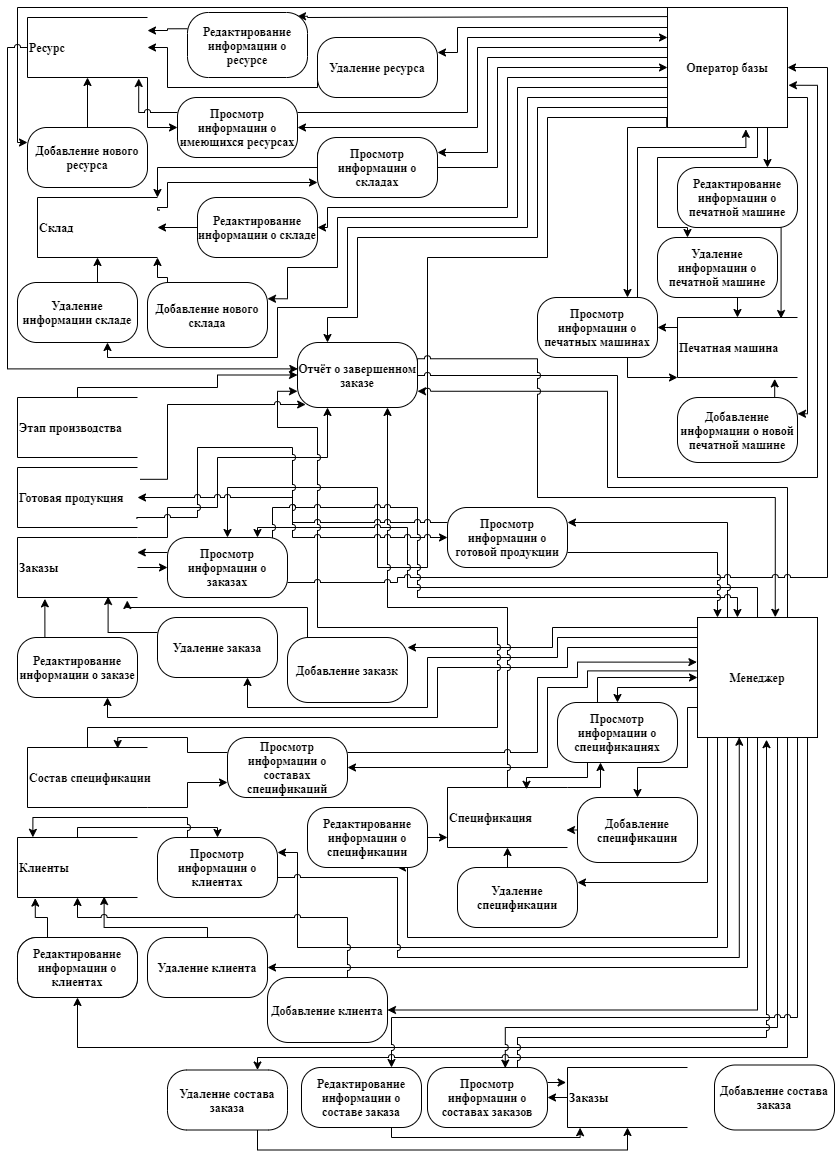 Редактирование
информации о
ресурсе
Ресурс
Удаление ресурса
Оператор базы
Просмотр
информации о
имеющихся ресурсах
Добавление нового
ресурса
Просмотр
информации о
складах
Редактирование
информации о
печатной машине
Склад
Редактирование
информации о складе
Удаление
информации о
печатной машине
Удаление
информации складе
Добавление нового
склада
Просмотр
информации о
печатных машинах
Печатная машина
Отчёт о завершенном
заказе
Этап производства
Добавление
информации о новой
печатной машине
Готовая продукция
Просмотр
информации о
готовой продукции
Заказы
Просмотр
информации о
заказах
Редактирование
информации о заказе
Удаление заказа
Добавление заказк
Менеджер
Просмотр
информации о
спецификациях
Состав спецификации
Просмотр
информации о
составах
спецификаций
Спецификация
Редактирование
информации о
спецификации
Добавление
спецификации
Клиенты
Просмотр
информации о
клиентах
Удаление
спецификации
Редактирование
информации о
клиентах
Удаление клиента
Добавление клиента
Удаление состава
заказа
Редактирование
информации о
составе заказа
Просмотр
информации о
составах заказов
Заказы
Добавление состава
заказа